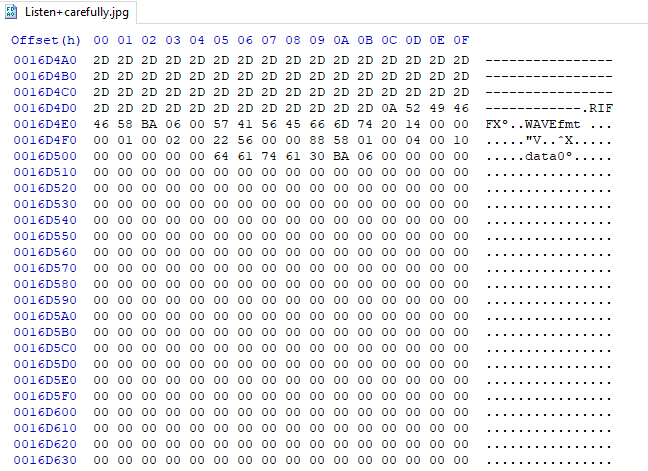 Listen+carefully.jpg
Offset(h) 00 01 02 03 04 05 06 07 08 09 0A 0B 0C 0D 0E 0F
0016D4A0 2D 2D 2D 2D 2D 2D 2D 2D 2D 2D 2D 2D 2D 2D 2D 2D ----------------
0016D4B0 2D 2D 2D 2D 2D 2D 2D 2D 2D 2D 2D 2D 2D 2D 2D 2D ----------------
0016D4C0 2D 2D 2D 2D 2D 2D 2D 2D 2D 2D 2D 2D 2D 2D 2D 2D ----------------
0016D4D0 2D 2D 2D 2D 2D 2D 2D 2D 2D 2D 2D 2D 0A 52 49 46 ------------.RIF
0016D4E0 46 58 BA 06 00 57 41 56 45 66 6D 74 20 14 00 00 FXº..WAVEfmt ...
0016D4F0 00 01 00 02 00 22 56 00 00 88 58 01 00 04 00 10 ....."V..ˆX.....
0016D500 00 00 00 00 00 64 61 74 61 30 BA 06 00 00 00 00 .....data0º.....
0016D510 00 00 00 00 00 00 00 00 00 00 00 00 00 00 00 00 ................
0016D520 00 00 00 00 00 00 00 00 00 00 00 00 00 00 00 00 ................
0016D530 00 00 00 00 00 00 00 00 00 00 00 00 00 00 00 00 ................
0016D540 00 00 00 00 00 00 00 00 00 00 00 00 00 00 00 00 ................
0016D550 00 00 00 00 00 00 00 00 00 00 00 00 00 00 00 00 ................
0016D560 00 00 00 00 00 00 00 00 00 00 00 00 00 00 00 00 ................
0016D570 00 00 00 00 00 00 00 00 00 00 00 00 00 00 00 00 ................
0016D580 00 00 00 00 00 00 00 00 00 00 00 00 00 00 00 00 ................
0016D590 00 00 00 00 00 00 00 00 00 00 00 00 00 00 00 00 ................
0016D5A0 00 00 00 00 00 00 00 00 00 00 00 00 00 00 00 00 ................
0016D5B0 00 00 00 00 00 00 00 00 00 00 00 00 00 00 00 00 ................
0016D5C0 00 00 00 00 00 00 00 00 00 00 00 00 00 00 00 00 ................
0016D5D0 00 00 00 00 00 00 00 00 00 00 00 00 00 00 00 00 ................
0016D5E0 00 00 00 00 00 00 00 00 00 00 00 00 00 00 00 00 ................
0016D5F0 00 00 00 00 00 00 00 00 00 00 00 00 00 00 00 00 ................
0016D600 00 00 00 00 00 00 00 00 00 00 00 00 00 00 00 00 ................
0016D610 00 00 00 00 00 00 00 00 00 00 00 00 00 00 00 00 ................
0016D620 00 00 00 00 00 00 00 00 00 00 00 00 00 00 00 00 ................
0016D630 00 00 00 00 00 00 00 00 00 00 00 00 00 00 00 00 ................